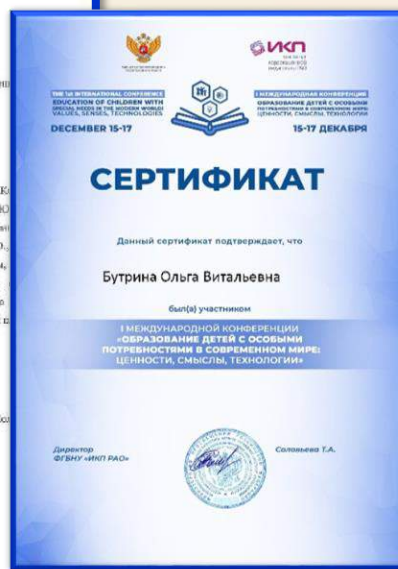 ИКП
THE 1st INTERNATIONAL CONFERENCE
EDUCATION OF CHILDREN WITH
SPECIAL NEEDS IN THE MODERN WORLD:
VALUES, SENSES, TECHNOLOGIES
DECEMBER 15-17
I МЕЖДУНАРОДНАЯ КОНФЕРЕНЦИЯ
ОБРАЗОВАНИЕ ДЕТЕЙ С ОСОБЫМИ
ПОТРЕБНОСТЯМИ В СОВРЕМЕННОМ МИРЕ:
ЦЕННОСТИ, СМЫСЛЫ, ТЕХНОЛОГИИ
15-17 ДЕКАБРЯ
СЕРТИФИКАТ
Данный сертификат подтверждает, что
Бутрина Ольга Витальевна
был(а) участником
I МЕЖДУНАРОДНОЙ КОНФЕРЕНЦИИ
«ОБРАЗОВАНИЕ ДЕТЕЙ С ОСОБЫМИ
ПОТРЕБНОСТЯМИ В СОВРЕМЕННОМ МИРЕ:
ЦЕННОСТИ, СМЫСЛЫ, ТЕХНОЛОГИИ»
Директор
ФГБНУ «ИКП РАО»
Соловьева Т.А.